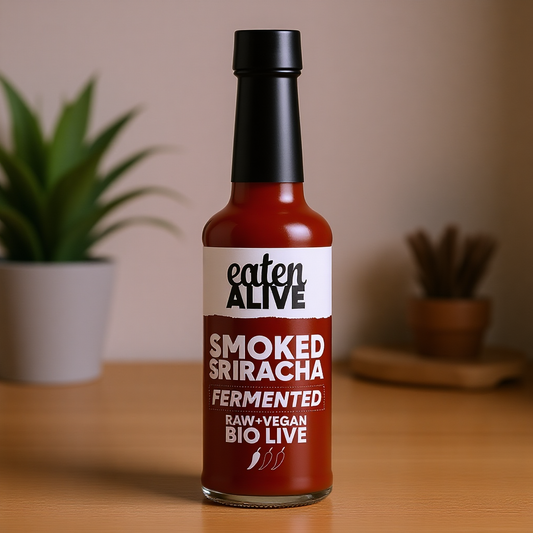 eaten
ALIVE
SMOKED
SRIRACHA
FERMENTED
RAW+VEGAN
BIO LIVE